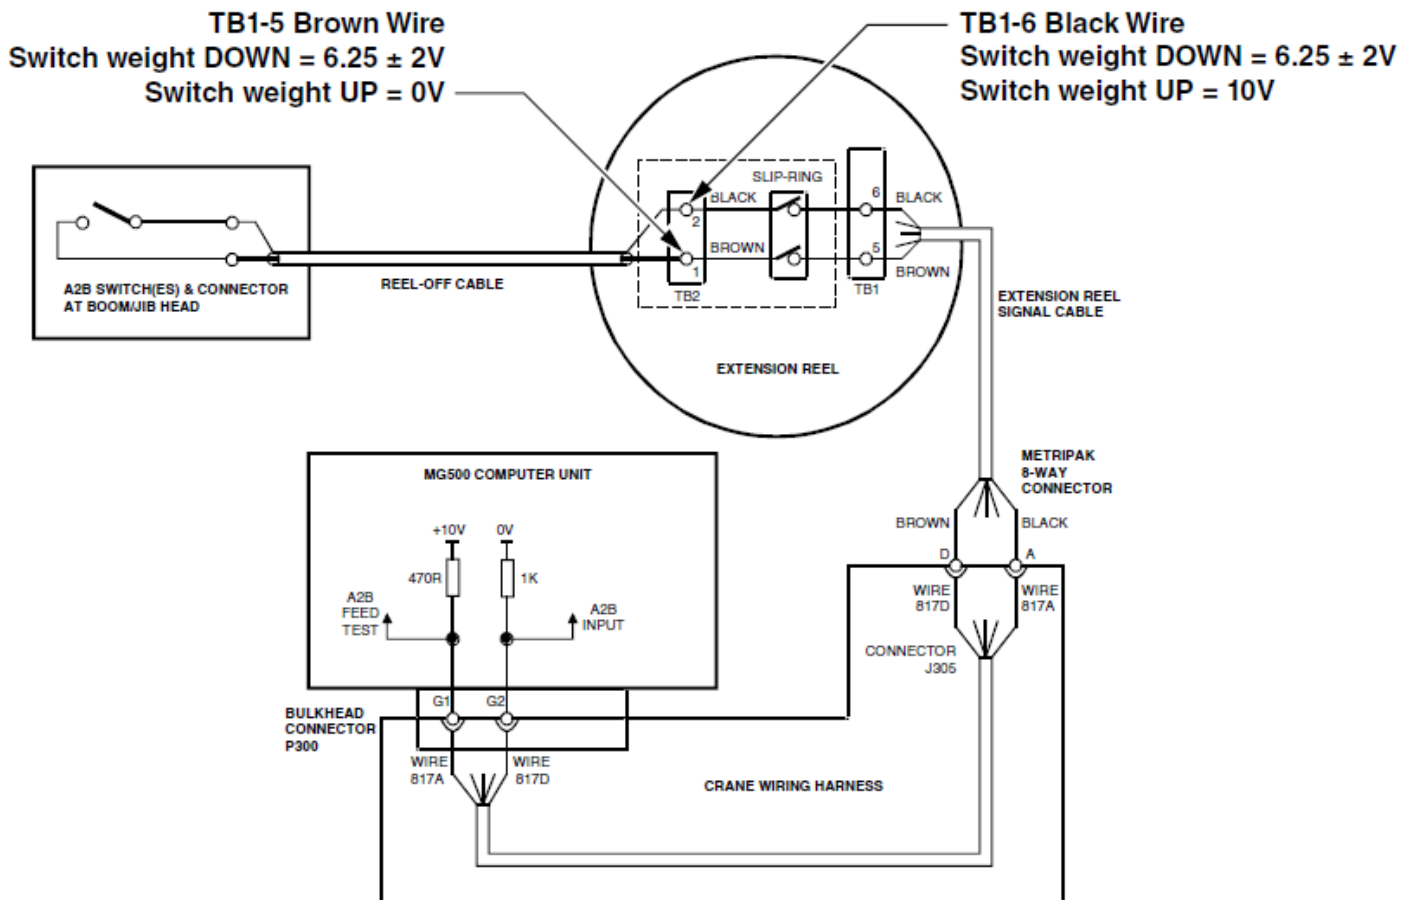 TB1-5 Brown Wire
Switch weight DOWN = 6.25 ± 2V
Switch weight UP = 0V
TB1-6 Black Wire
Switch weight DOWN = 6.25 ± 2V
Switch weight UP = 10V
SLIP-RING
BLACK
6
BLACK
2
BROWN
5
1
BROWN
TB2
TB1
A2B SWITCH(ES) & CONNECTOR
AT BOOM/JIB HEAD
REEL-OFF CABLE
EXTENSION REEL
SIGNAL CABLE
EXTENSION REEL
METRIPAK
8-WAY
CONNECTOR
MG500 COMPUTER UNIT
BROWN
BLACK
+10V
0V
D
A
470R
1K
WIRE
817D
WIRE
817A
A2B
FEED
TEST
A2B
INPUT
CONNECTOR
J305
G1
G2
BULKHEAD
CONNECTOR
P300
WIRE
817A
WIRE
817D
CRANE WIRING HARNESS